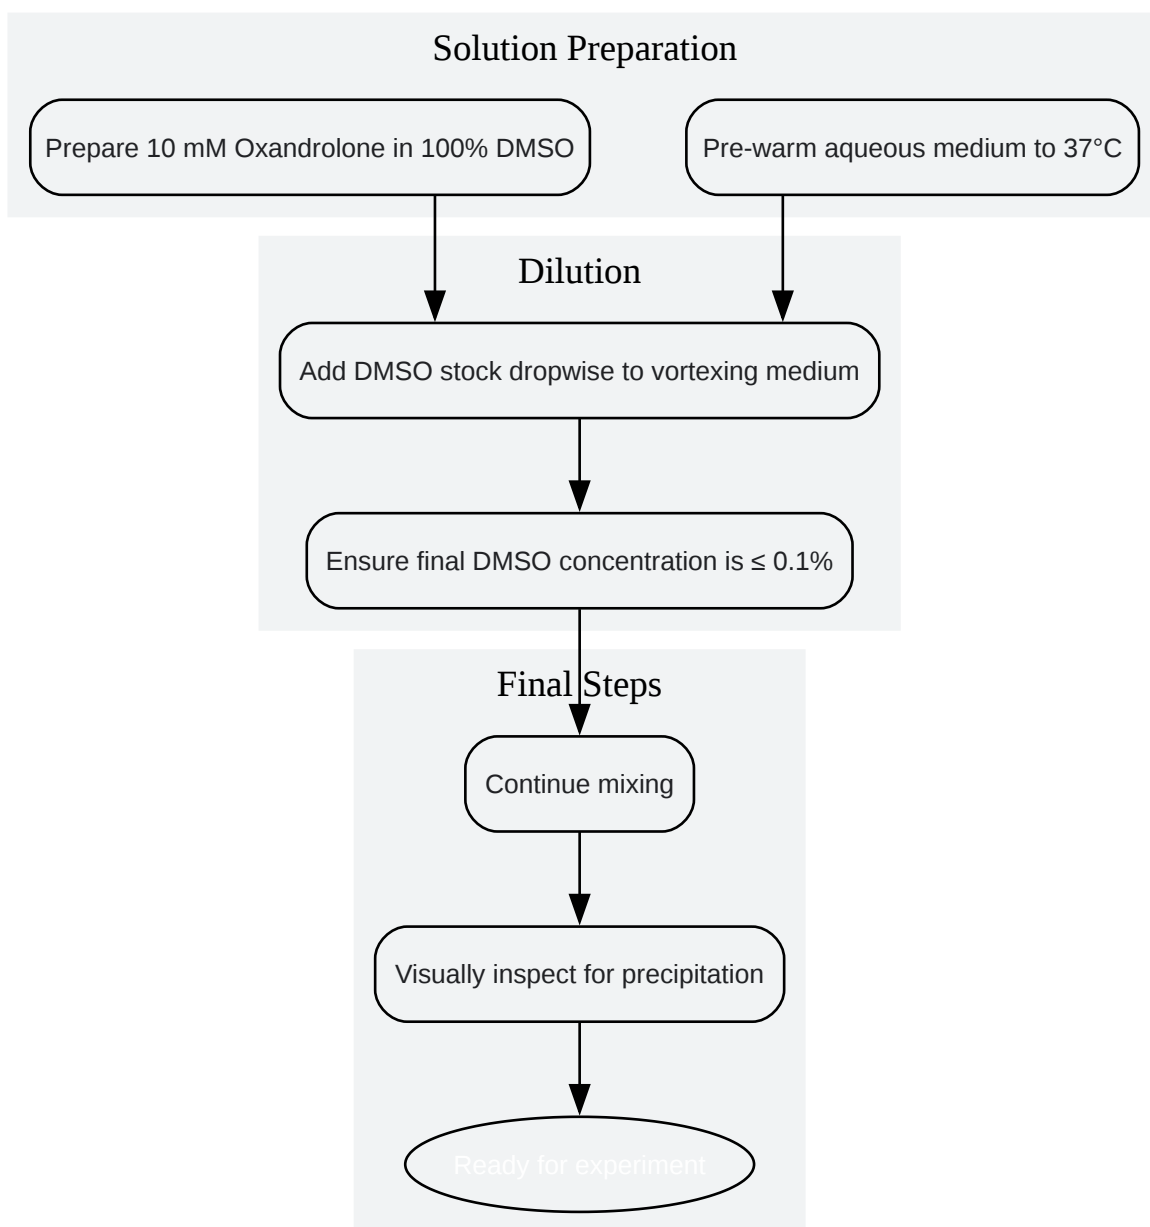 Solution Preparation
Prepare 10 mM Oxandrolone in 100% DMSO
Pre-warm aqueous medium to 37°C
Dilution
Add DMSO stock dropwise to vortexing medium
Ensure final DMSO concentration is ≤ 0.1%
Final Steps
Continue mixing
Visually inspect for precipitation
Ready for experiment